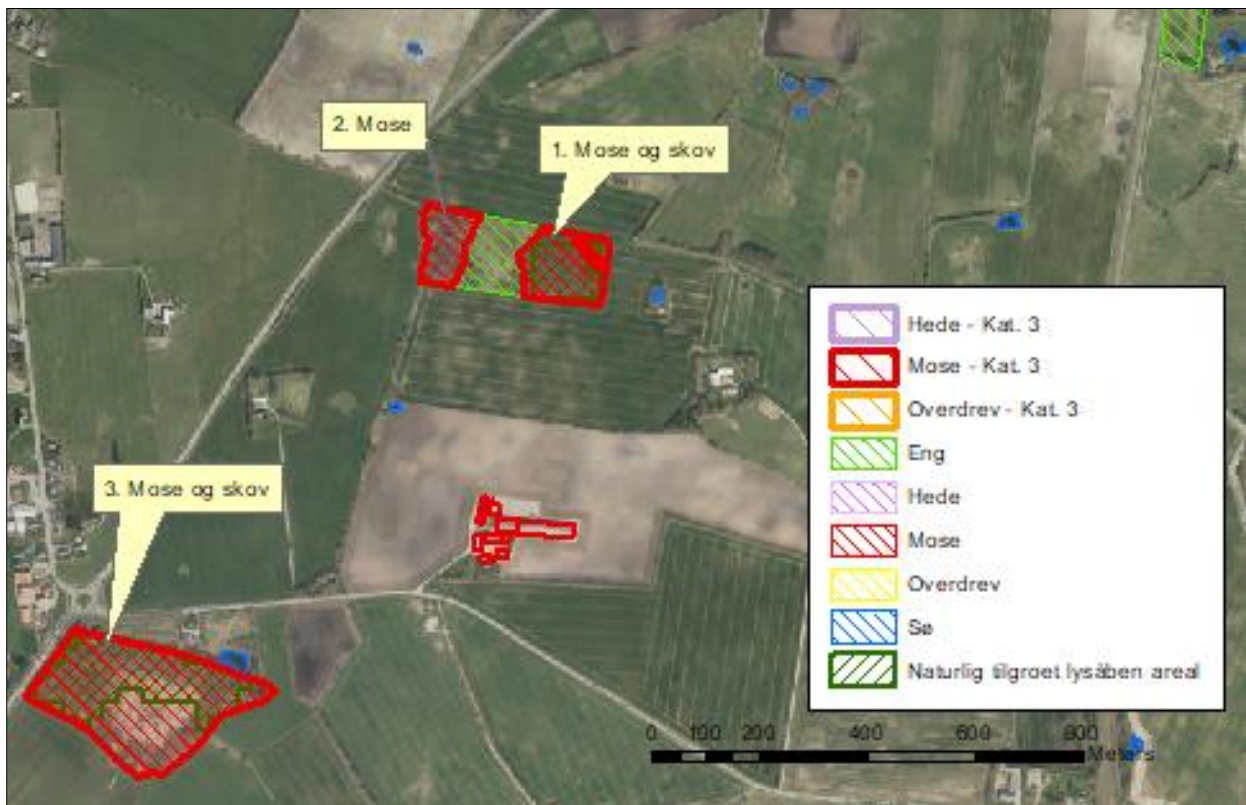 2. Mose
1. Mose og skov
3. Mose og skov
Hede - Kat. 3
Mose - Kat. 3
Overdrev - Kat. 3
Eng
Hede
Mose
Overdrev
Sø
Naturlig tilgroet lysåben areal
0 100 200 400 600 800
Meters